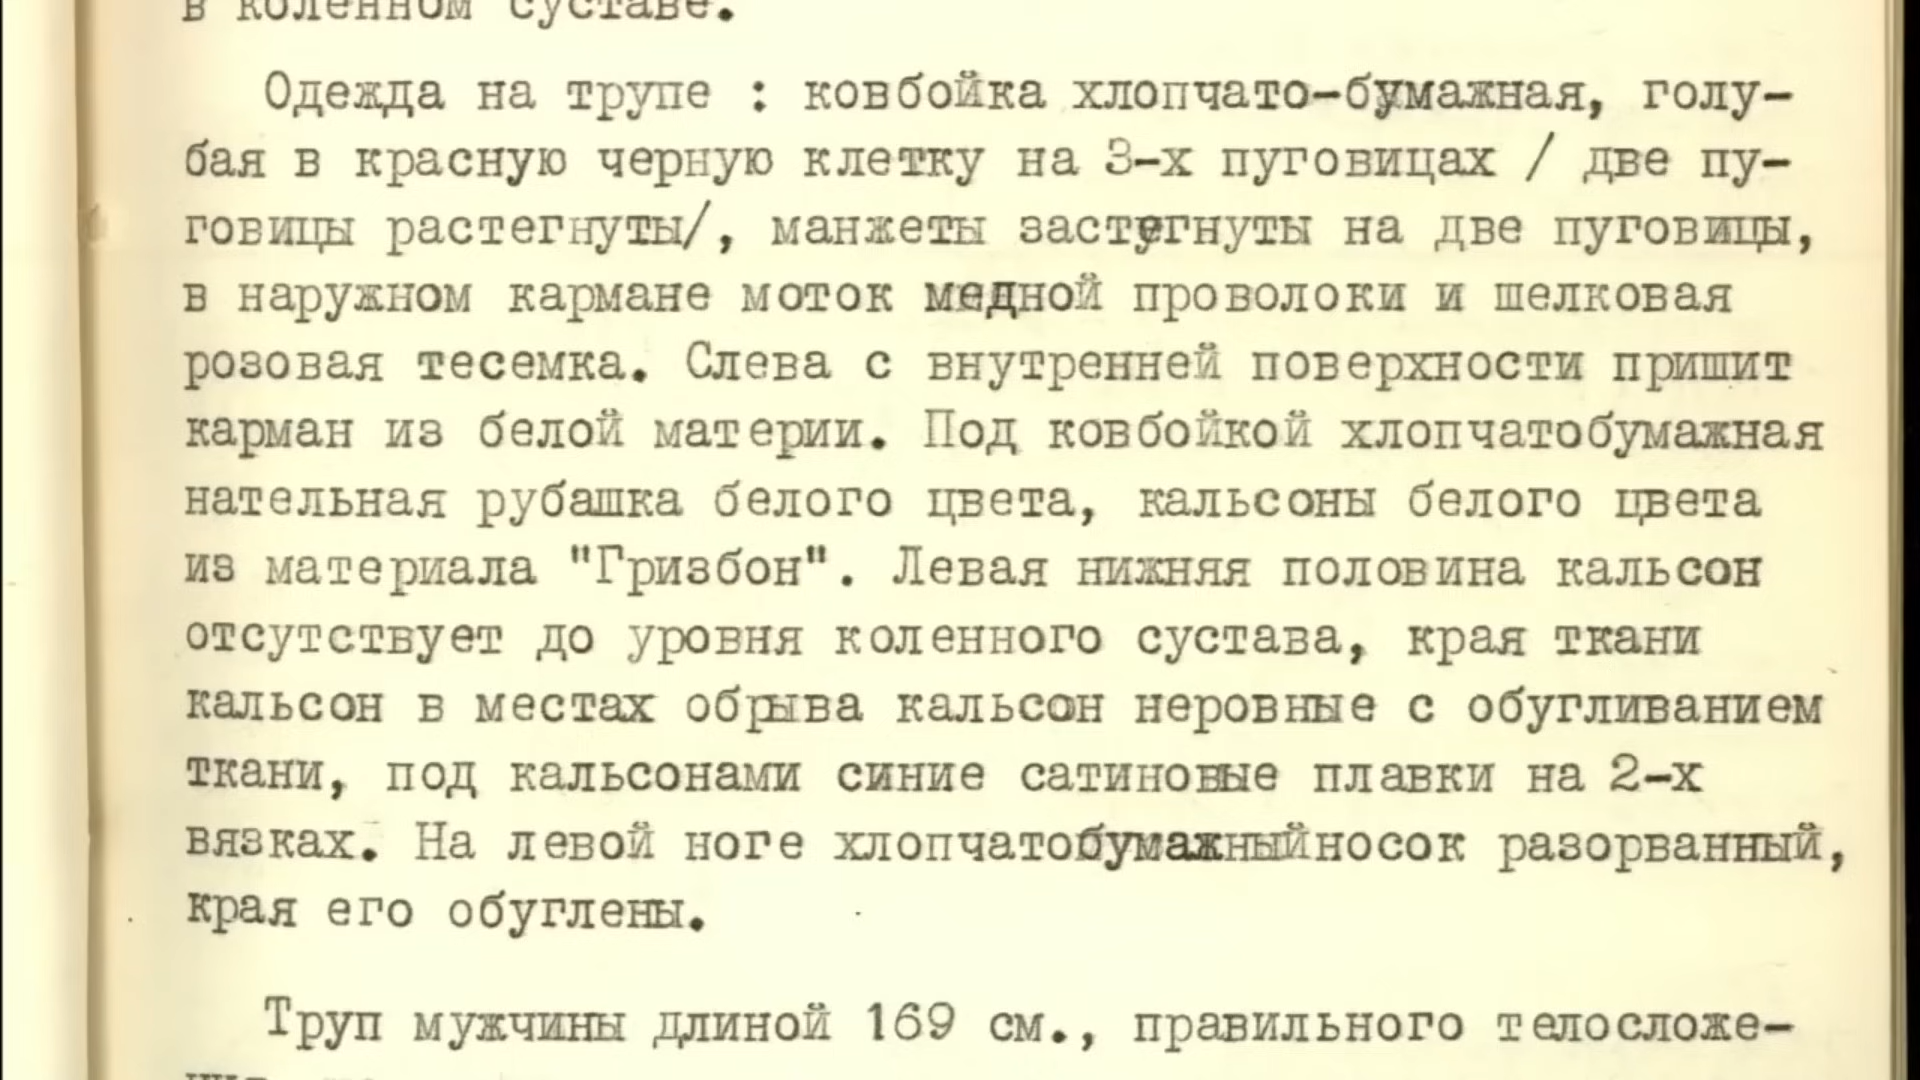 в коленном суставе.
Одежда на трупе : ковбойка хлопчато-бумажная, голу-
бая в красную черную клетку на 3-х пуговицах / две пу-
говицы растегнуты/, манжеты застегнуты на две пуговицы,
в наружном кармане моток медной проволоки и шелковая
розовая тесемка. Слева с внутренней поверхности пришит
карман из белой материи. Под ковбойкой хлопчатобумажная
нательная рубашка белого цвета, кальсоны белого цвета
из материала "Гризбон". Левая нижняя половина кальсон
отсутствует до уровня коленного сустава, края ткани
кальсон в местах обрыва кальсон неровные с обугливанием
ткани, под кальсонами синие сатиновые плавки на 2-х
вязках. На левой ноге хлопчатобумажныйносок разорванный,
края его обуглены.
Труп мужчины длиной 169 см., правильного телосложе-